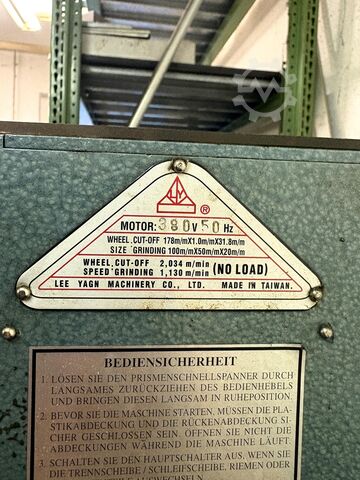 LY
®
MOTOR: 380 V 50 Hz
WHEEL, CUT-OFF 178m/mX1.0m/mX31.8m/m
SIZE GRINDING 100m/mX50m/mX20m/m
WHEEL, CUT-OFF 2,034 m/min
SPEED GRINDING 1,130 m/min (NO LOAD)
LEE YAGN MACHINERY CO., LTD. MADE IN TAIWAN.
BEDIENSICHERHEIT
1. LÖSEN SIE DEN PRISMENSCHNELLSPANNER DURCH
LANGSAMES ZURÜCKZIEHEN DES BEDIENHEBELS
UND BRINGEN DIESEN LANGSAM IN RUHEPOSITION.
2. BEVOR SIE DIE MASCHINE STARTEN, MÜSSEN DIE PLA-
STIKABDECKUNG UND DIE RÜCKENABDECKUNG SI-
CHER GESCHLOSSEN SEIN. ÖFFNEN SIE NICHT DIE
ABDECKUNGEN WÄHREND DIE MASCHINE LÄUFT.
3. SCHALTEN SIE DEN HAUPTSCHALTER AUS, WENN SIE
DIE TRENNSCHEIBE / SCHLEIFSCHEIBE, RIEMEN ODER